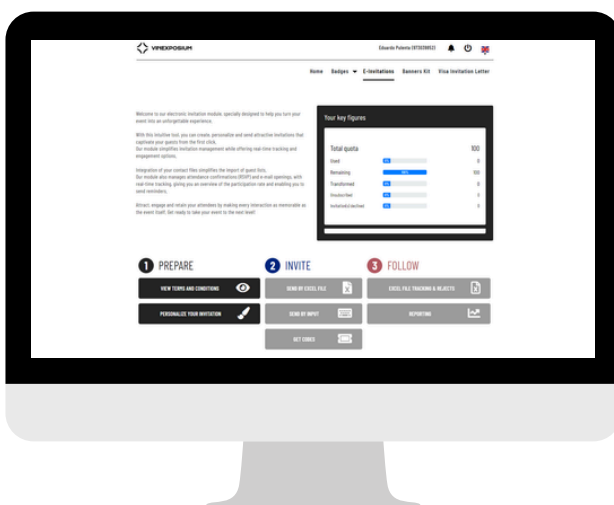 VIMEXPOSIUM
Home Badges E-Invitations Banners Kit Visa Invitation Letter
Welcome to our electronic invitation module, specially designed to help you turn your
event into an unforgettable experience.
With this intuitive tool, you can create, personalize and send attractive invitations that
captivate your guests from the first click.
Our module simplifies invitation management while offering real-time tracking and
engagement options.
Integration of your contact files simplifies the import of guest lists.
Our module also manages attendance confirmations (RSVP) and e-mail openings, with
real-time tracking, giving you an overview of the participation rate and enabling you to
send reminders.
Attract, engage and retain your attendees by making every interaction as memorable as
the event itself. Get ready to take your event to the next level!
Your key figures
Total quota 100
Used 0% 0
Remaining 100
Transformed 0% 0
Unsubscribed 0% 0
Invitation(s) declined 0% 0
1 PREPARE
VIEW TERMS AND CONDITIONS
PERSONALIZE YOUR INVITATION
2 INVITE
SEND BY EXCEL FILE
SEND BY INPUT
GET CODES
3 FOLLOW
EXCEL FILE TRACKING & REJECTS
REPORTING